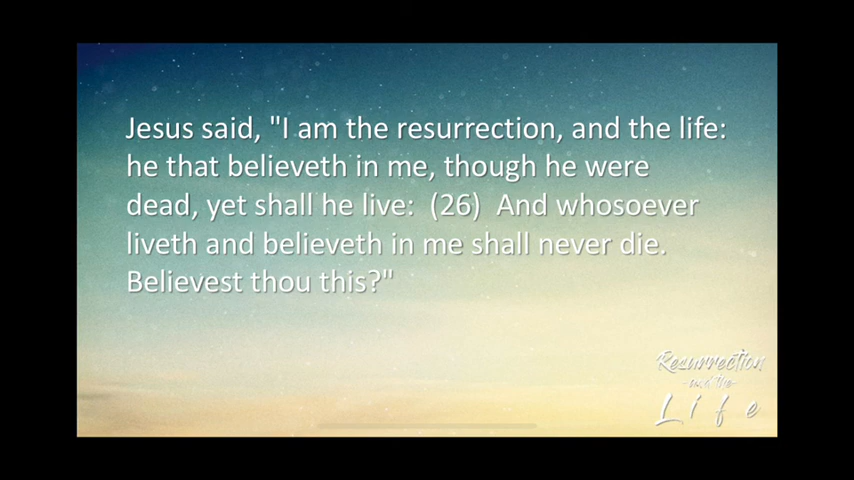 Jesus said, "I am the resurrection, and the life:
he that believeth in me, though he were
dead, yet shall he live:  (26)  And whosoever
liveth and believeth in me shall never die.
Believest thou this?"
Resurrection
-and the-
Life